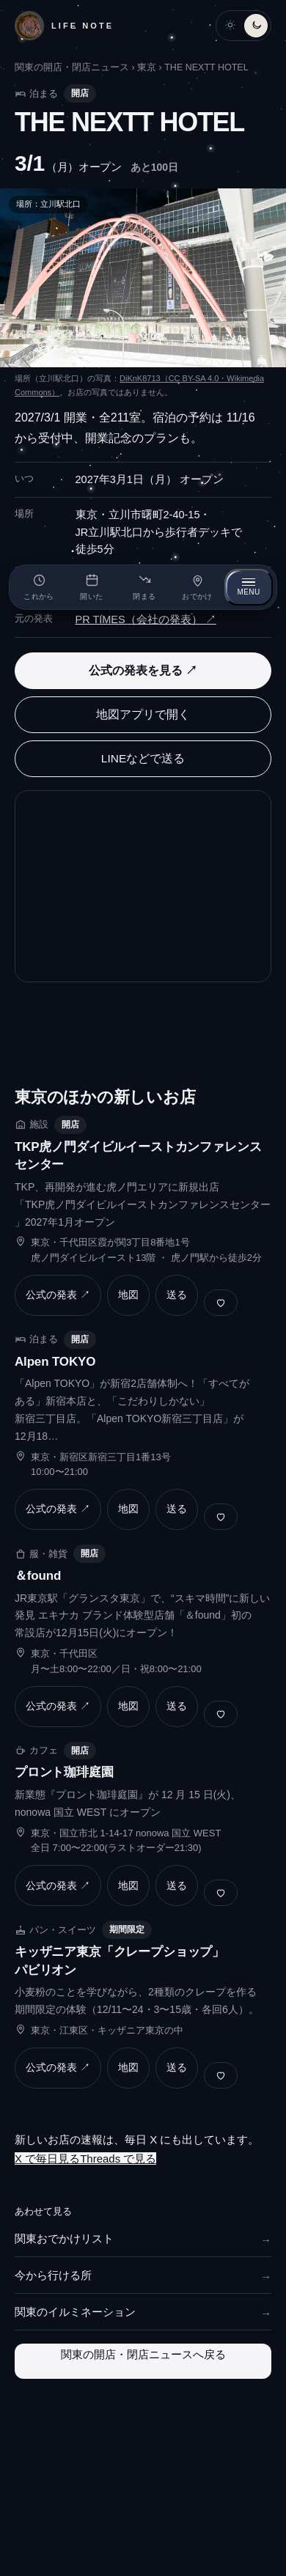 LIFE NOTE
関東の開店・閉店ニュース › 東京 › THE NEXTT HOTEL
泊まる 開店
THE NEXTT HOTEL
3/1（月）オープン あと100日
場所：立川駅北口
場所（立川駅北口）の写真：DiKnK8713（CC BY-SA 4.0・Wikimedia
Commons）。お店の写真ではありません。
2027/3/1 開業・全211室。宿泊の予約は 11/16
から受付中、開業記念のプランも。
いつ 2027年3月1日（月） オープン
場所 東京・立川市曙町2-40-15・
JR立川駅北口から歩行者デッキで
徒歩5分
これから 開いた 閉まる おでかけ MENU
元の発表 PR TIMES（会社の発表） ↗
公式の発表を見る ↗
地図アプリで開く
LINEなどで送る
東京のほかの新しいお店
施設 開店
TKP虎ノ門ダイビルイーストカンファレンス
センター
TKP、再開発が進む虎ノ門エリアに新規出店
「TKP虎ノ門ダイビルイーストカンファレンスセンター
」2027年1月オープン
東京・千代田区霞が関3丁目8番地1号
虎ノ門ダイビルイースト13階 ・ 虎ノ門駅から徒歩2分
公式の発表 ↗ 地図 送る
泊まる 開店
Alpen TOKYO
「Alpen TOKYO」が新宿2店舗体制へ！「すべてが
ある」新宿本店と、「こだわりしかない」
新宿三丁目店。「Alpen TOKYO新宿三丁目店」が
12月18…
東京・新宿区新宿三丁目1番13号
10:00〜21:00
公式の発表 ↗ 地図 送る
服・雑貨 開店
＆found
JR東京駅「グランスタ東京」で、“スキマ時間”に新しい
発見 エキナカ ブランド体験型店舗「＆found」初の
常設店が12月15日(火)にオープン！
東京・千代田区
月〜土8:00〜22:00／日・祝8:00〜21:00
公式の発表 ↗ 地図 送る
カフェ 開店
プロント珈琲庭園
新業態『プロント珈琲庭園』が 12 月 15 日(火)、
nonowa 国立 WEST にオープン
東京・国立市北 1-14-17 nonowa 国立 WEST
全日 7:00〜22:00(ラストオーダー21:30)
公式の発表 ↗ 地図 送る
パン・スイーツ 期間限定
キッザニア東京「クレープショップ」
パビリオン
小麦粉のことを学びながら、2種類のクレープを作る
期間限定の体験（12/11〜24・3〜15歳・各回6人）。
東京・江東区・キッザニア東京の中
公式の発表 ↗ 地図 送る
新しいお店の速報は、毎日 X にも出しています。
X で毎日見るThreads で見る
あわせて見る
関東おでかけリスト →
今から行ける所 →
関東のイルミネーション →
関東の開店・閉店ニュースへ戻る